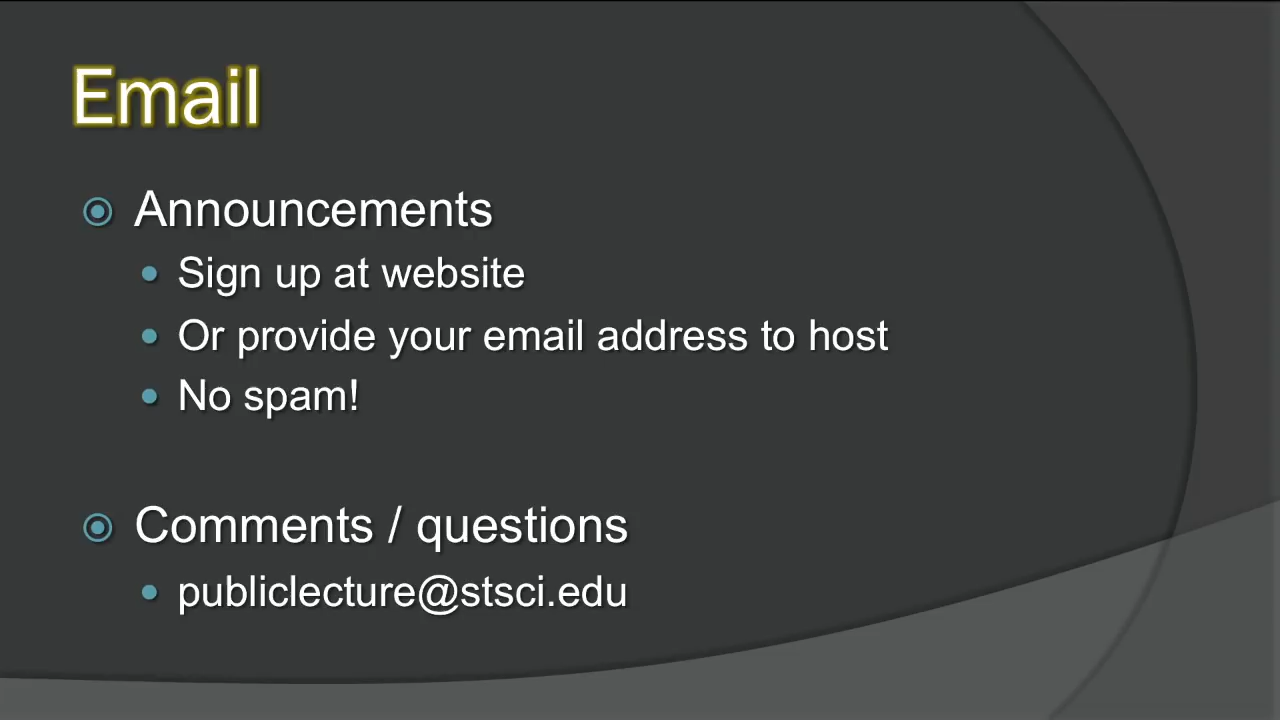 Email
Announcements
Sign up at website
Or provide your email address to host
No spam!
Comments / questions
publiclecture@stsci.edu